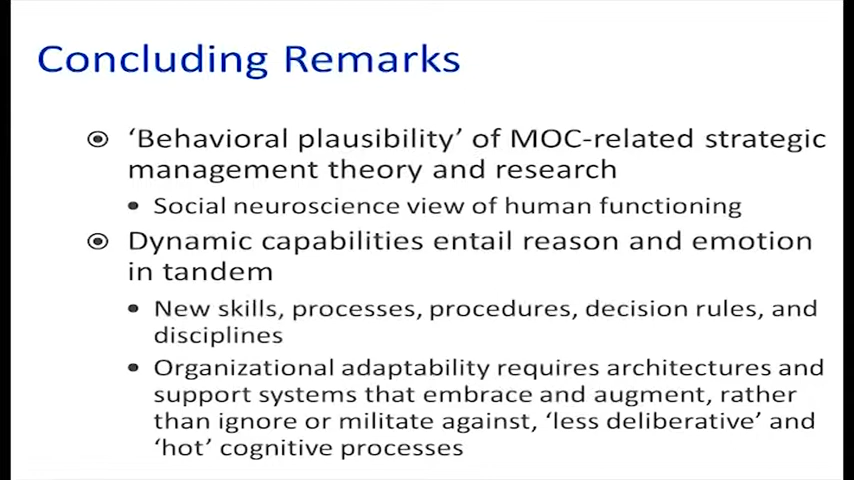 Concluding Remarks
‘Behavioral plausibility’ of MOC-related strategic
management theory and research
Social neuroscience view of human functioning
Dynamic capabilities entail reason and emotion
in tandem
New skills, processes, procedures, decision rules, and
disciplines
Organizational adaptability requires architectures and
support systems that embrace and augment, rather
than ignore or militate against, ‘less deliberative’ and
‘hot’ cognitive processes